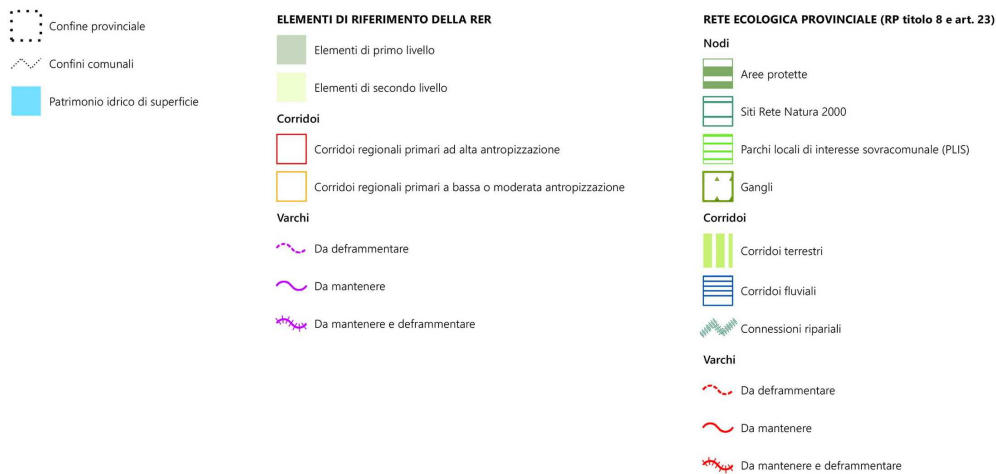 Confine provinciale
Confini comunali
Patrimonio idrico di superficie
ELEMENTI DI RIFERIMENTO DELLA RER
Elementi di primo livello
Elementi di secondo livello
Corridoi
Corridoi regionali primari ad alta antropizzazione
Corridoi regionali primari a bassa o moderata antropizzazione
Varchi
Da deframmentare
Da mantenere
Da mantenere e deframmentare
RETE ECOLOGICA PROVINCIALE (RP titolo 8 e art. 23)
Nodi
Aree protette
Siti Rete Natura 2000
Parchi locali di interesse sovracomunale (PLIS)
Gangli
Corridoi
Corridoi terrestri
Corridoi fluviali
Connessioni ripariali
Varchi
Da deframmentare
Da mantenere
Da mantenere e deframmentare